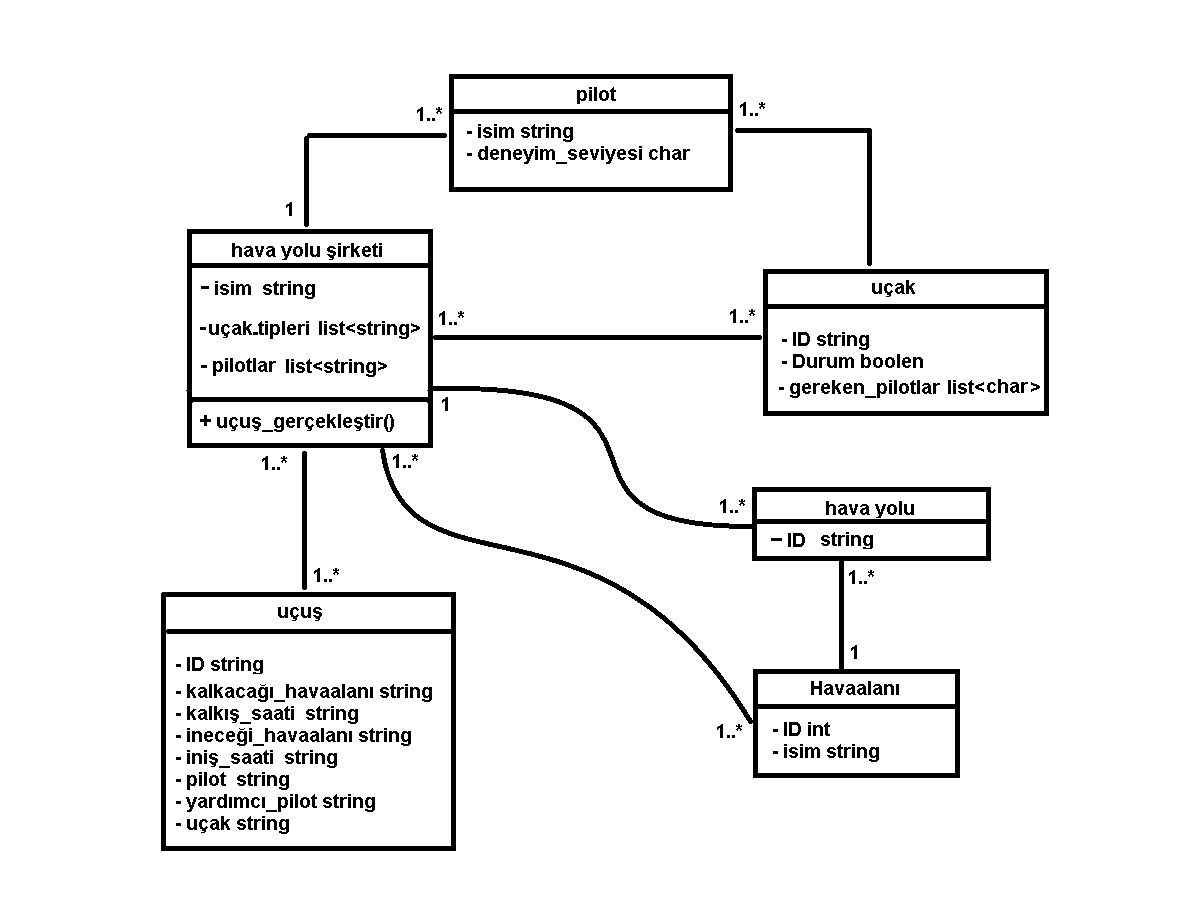 pilot
- isim string
- deneyim_seviyesi char
1..*
1..*
1
hava yolu şirketi
- isim string
-uçak.tipleri list<string>
- pilotlar list<string>
+ uçuş_gerçekleştir()
1..*
1..*
uçak
- ID string
- Durum boolen
- gereken_pilotlar list<char>
1
1..*
hava yolu
- ID string
1..*
1..*
1..*
1..*
1
uçuş
- ID string
- kalkacağı_havaalanı string
- kalkış_saati string
- ineceği_havaalanı string
- iniş_saati string
- pilot string
- yardımcı_pilot string
- uçak string
1..*
Havaalanı
- ID int
- isim string